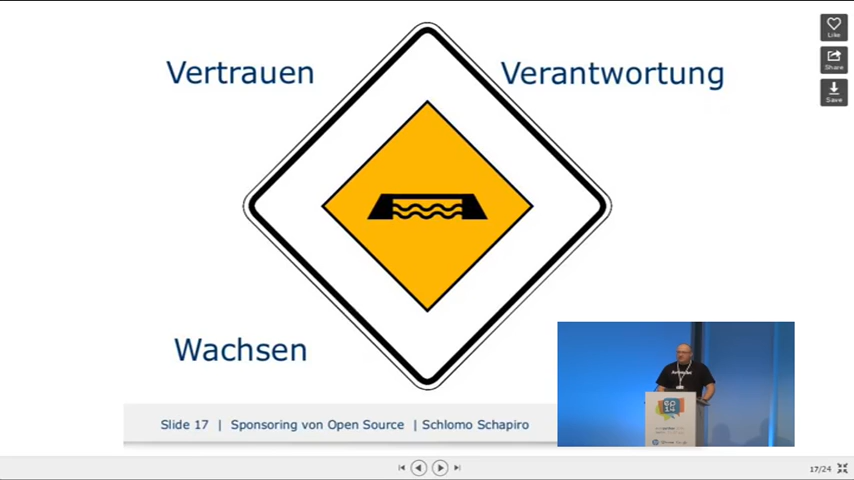 Vertrauen
Verantwortung
Wachsen
Slide 17 | Sponsoring von Open Source | Schlomo Schapiro
Like
Share
Save
17/24